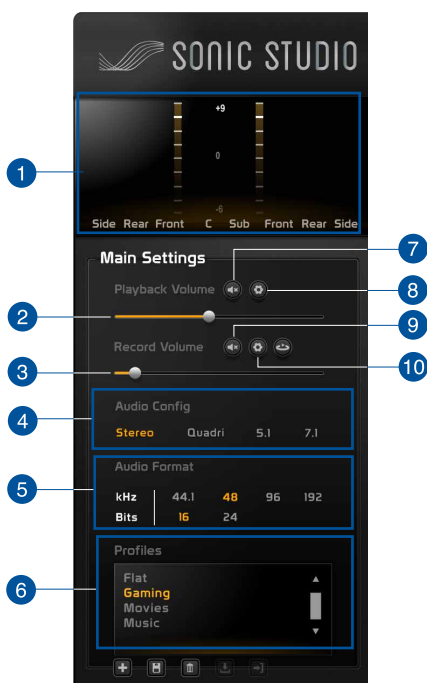 SONIC STUDIO
+9
0
-6
Side Rear Front C Sub Front Rear Side
1
Main Settings
7
Playback Volume
8
2
9
Record Volume
10
3
Audio Config
4
Stereo Quadri 5.1 7.1
Audio Format
5
kHz 44.1 48 96 192
Bits 16 24
Profiles
6
Flat
Gaming
Movies
Music